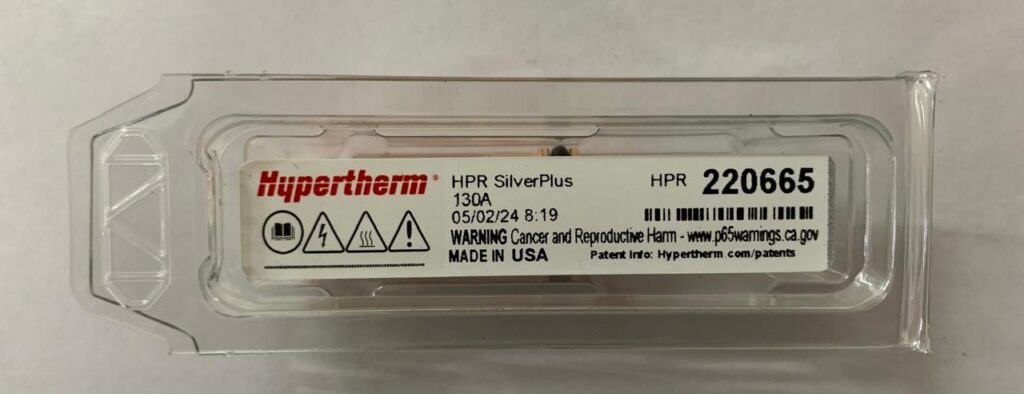 Hypertherm®
HPR SilverPlus
HPR 220665
130A
05/02/24 8:19
WARNING Cancer and Reproductive Harm - www.p65warnings.ca.gov
MADE IN USA
Patent Info: Hypertherm.com/patents